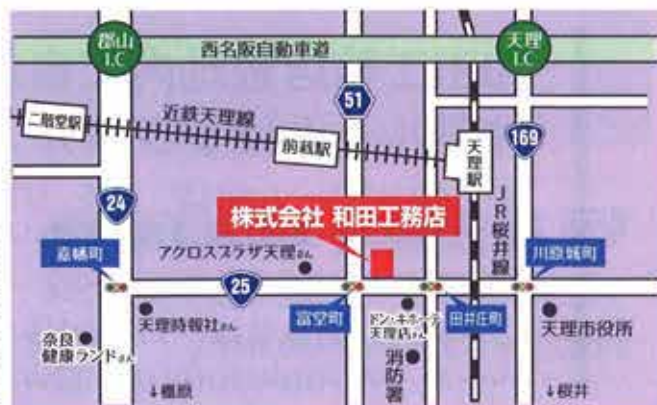 郡山
I.C
西名阪自動車道
天理
I.C
二階堂駅
近鉄天理線
前栽駅
51
天理駅
169
24
株式会社 和田工務店
JR桜井線
嘉幡町
アクロスプラザ天理さん
川原城町
25
天理時報社さん
富堂町
ドン・キホーテ
天理店さん
田井庄町
天理市役所
奈良
健康ランドさん
消防署
↓橿原
↓桜井